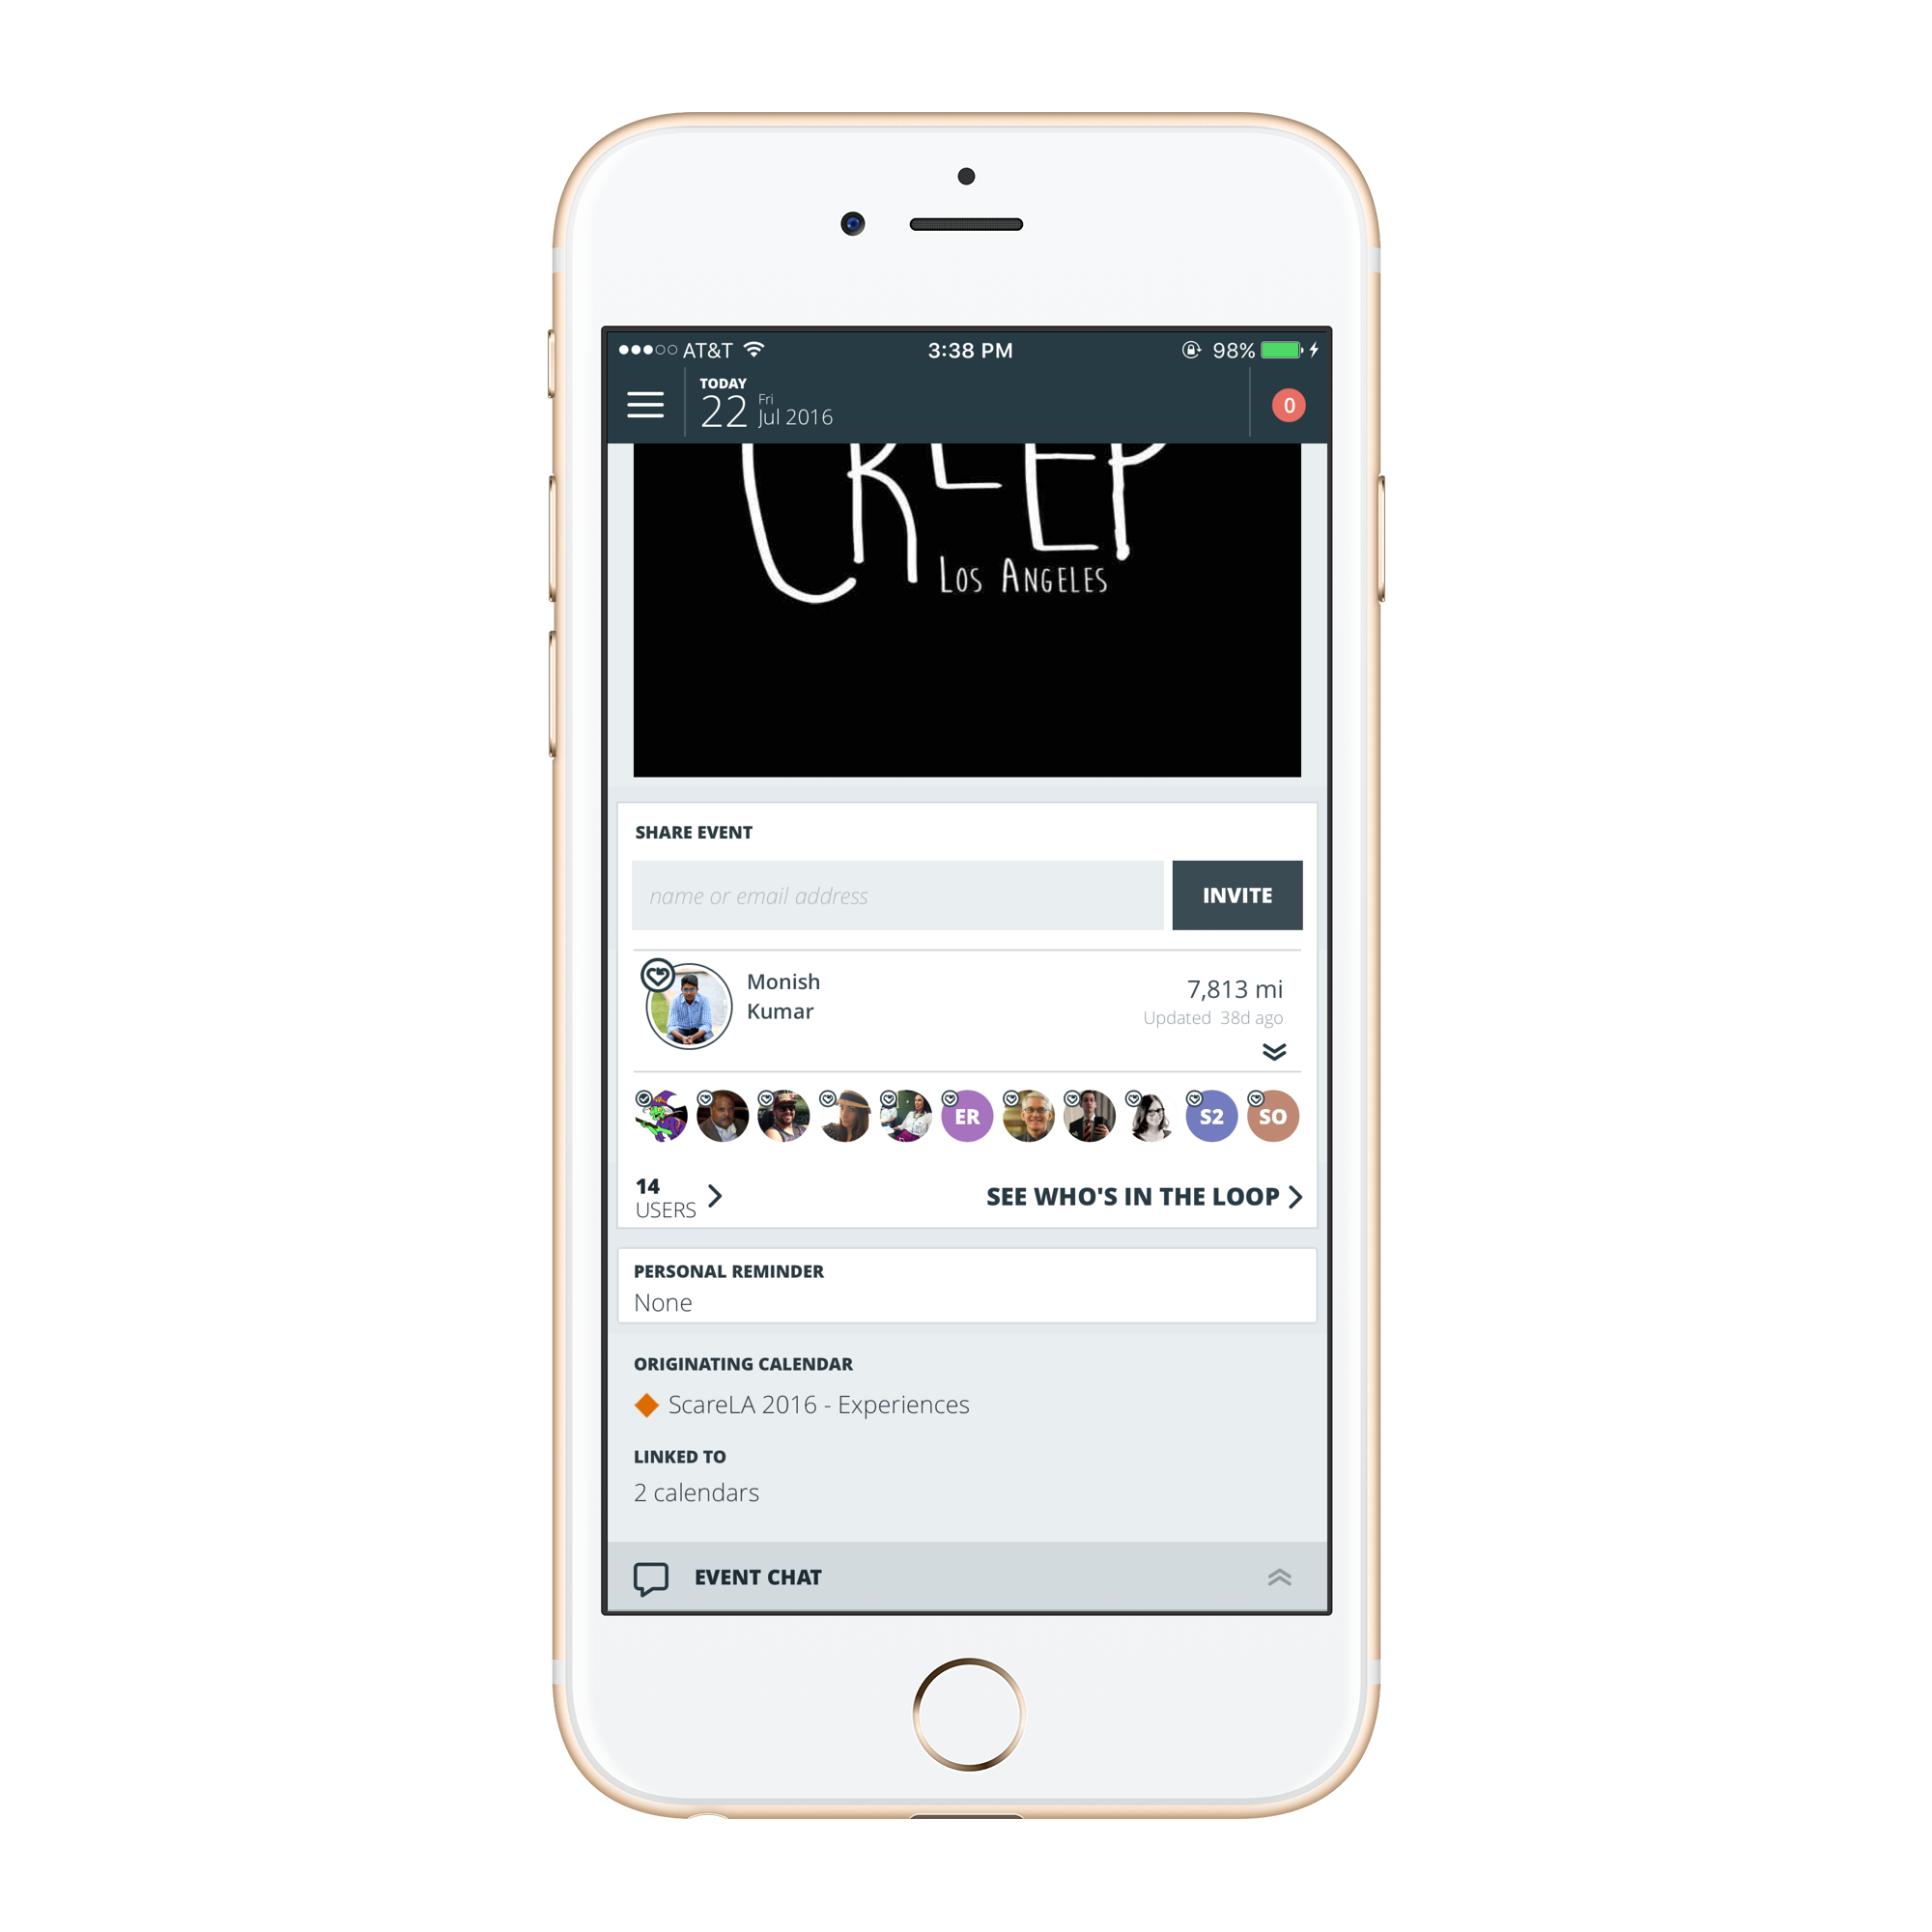 AT&T 3:38 PM 98%
TODAY
22 Fri
Jul 2016
0
CREEP
LOS ANGELES
SHARE EVENT
name or email address INVITE
Monish
Kumar
7,813 mi
Updated 38d ago
ER S2 SO
14
USERS
SEE WHO'S IN THE LOOP
PERSONAL REMINDER
None
ORIGINATING CALENDAR
ScareLA 2016 - Experiences
LINKED TO
2 calendars
EVENT CHAT